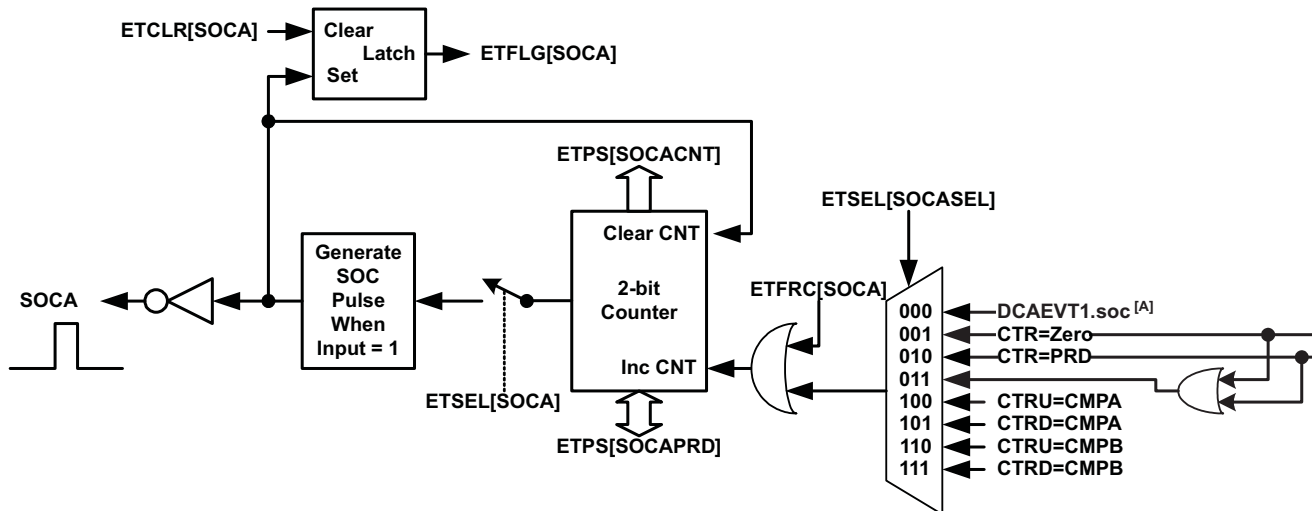 ETCLR[SOCA]
Clear
Latch
Set
ETFLG[SOCA]
ETPS[SOCACNT]
ETSEL[SOCASEL]
Clear CNT
2-bit
Counter
Inc CNT
Generate
SOC
Pulse
When
Input = 1
SOCA
ETSEL[SOCA]
ETPS[SOCAPRD]
ETFRC[SOCA]
000 DCAEVT1.soc [A]
001 CTR=Zero
010 CTR=PRD
011
100 CTRU=CMPA
101 CTRD=CMPA
110 CTRU=CMPB
111 CTRD=CMPB